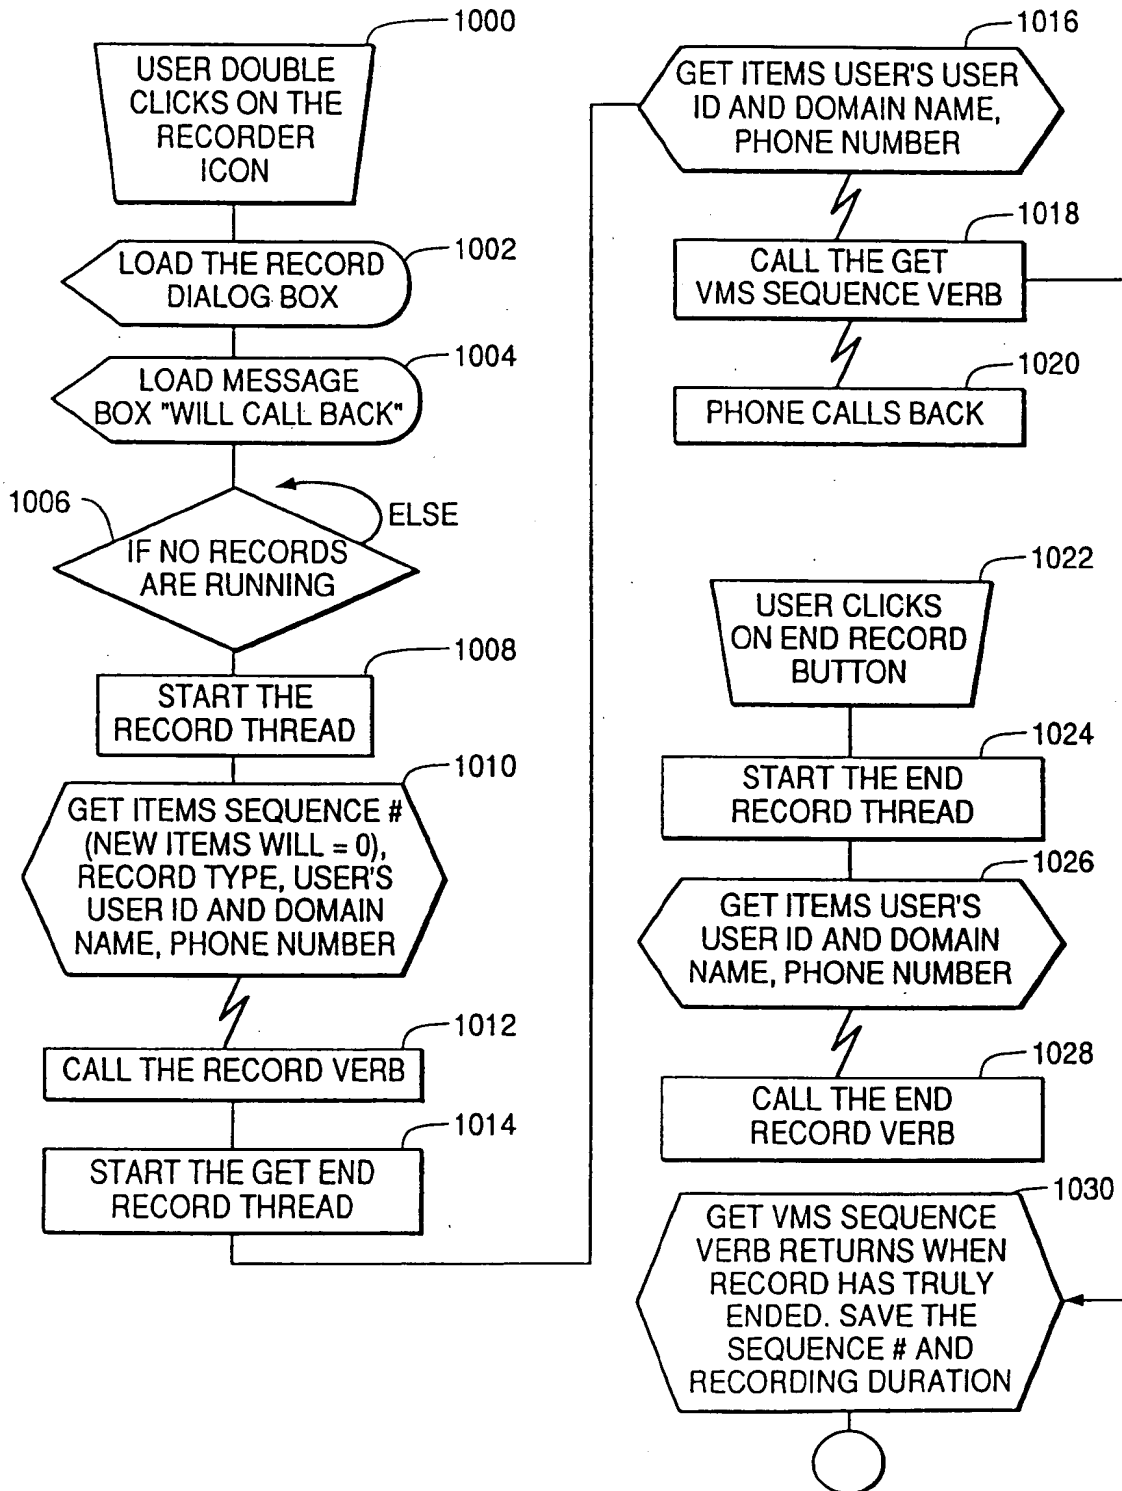 1000
USER DOUBLE
CLICKS ON THE
RECORDER
ICON
1002
LOAD THE RECORD
DIALOG BOX
1004
LOAD MESSAGE
BOX "WILL CALL BACK"
1006
ELSE
IF NO RECORDS
ARE RUNNING
1008
START THE
RECORD THREAD
1010
GET ITEMS SEQUENCE #
(NEW ITEMS WILL = 0),
RECORD TYPE, USER'S
USER ID AND DOMAIN
NAME, PHONE NUMBER
1012
CALL THE RECORD VERB
1014
START THE GET END
RECORD THREAD
1016
GET ITEMS USER'S USER
ID AND DOMAIN NAME,
PHONE NUMBER
1018
CALL THE GET
VMS SEQUENCE VERB
1020
PHONE CALLS BACK
1022
USER CLICKS
ON END RECORD
BUTTON
1024
START THE END
RECORD THREAD
1026
GET ITEMS USER'S
USER ID AND DOMAIN
NAME, PHONE NUMBER
1028
CALL THE END
RECORD VERB
1030
GET VMS SEQUENCE
VERB RETURNS WHEN
RECORD HAS TRULY
ENDED. SAVE THE
SEQUENCE # AND
RECORDING DURATION